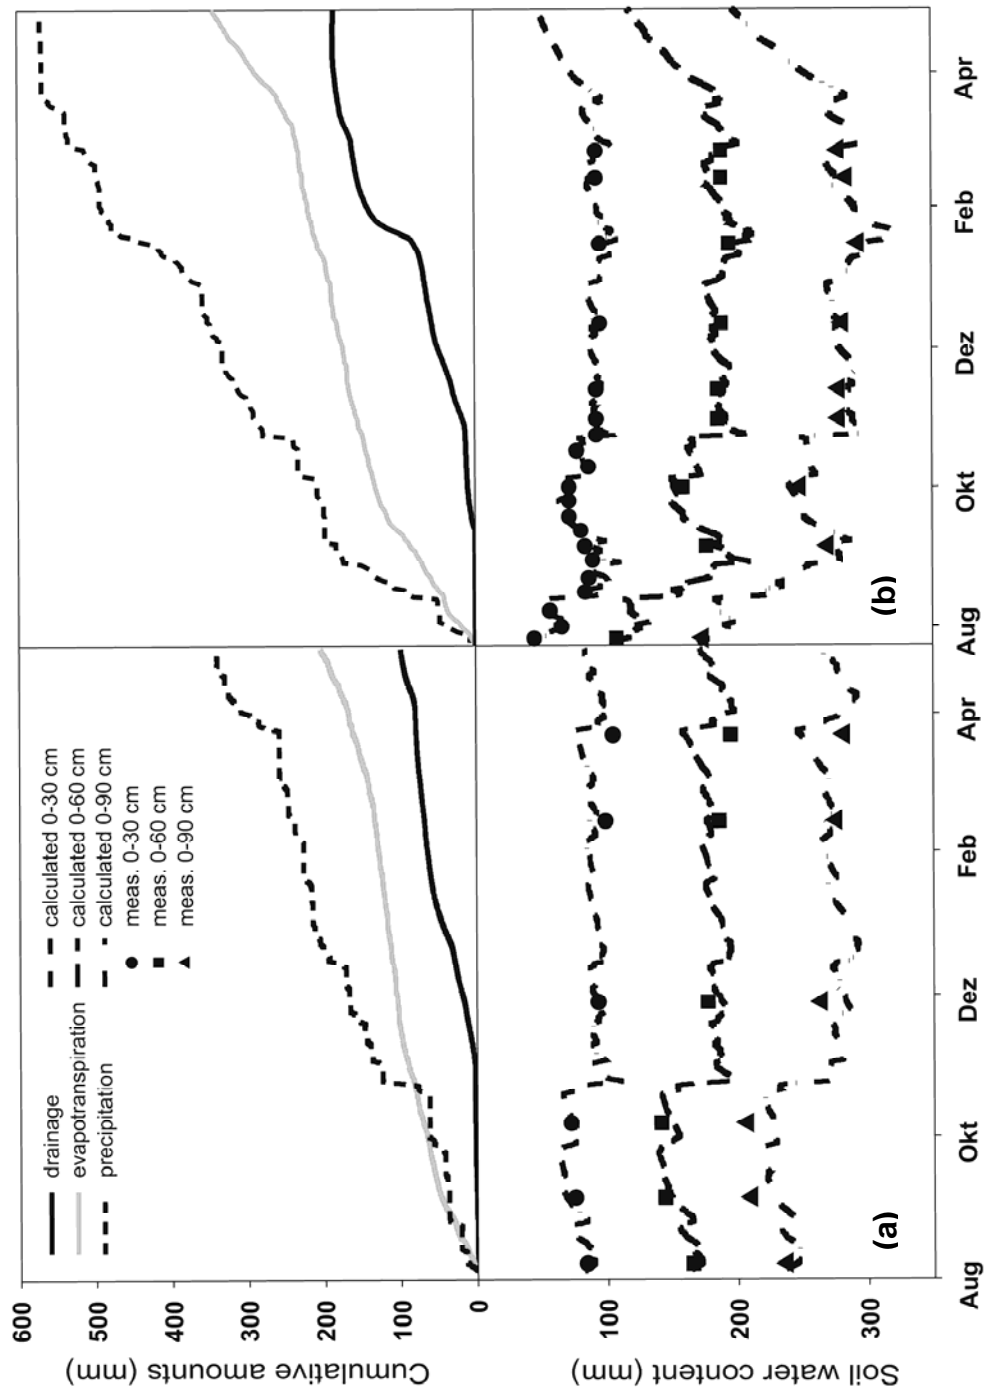 600
500
400
300
200
100
0
Cumulative amounts (mm)
drainage
evapotranspiration
precipitation
calculated 0-30 cm
calculated 0-60 cm
calculated 0-90 cm
meas. 0-30 cm
meas. 0-60 cm
meas. 0-90 cm
100
200
300
Soil water content (mm)
(a)
(b)
Aug
Okt
Dez
Feb
Apr
Aug
Okt
Dez
Feb
Apr